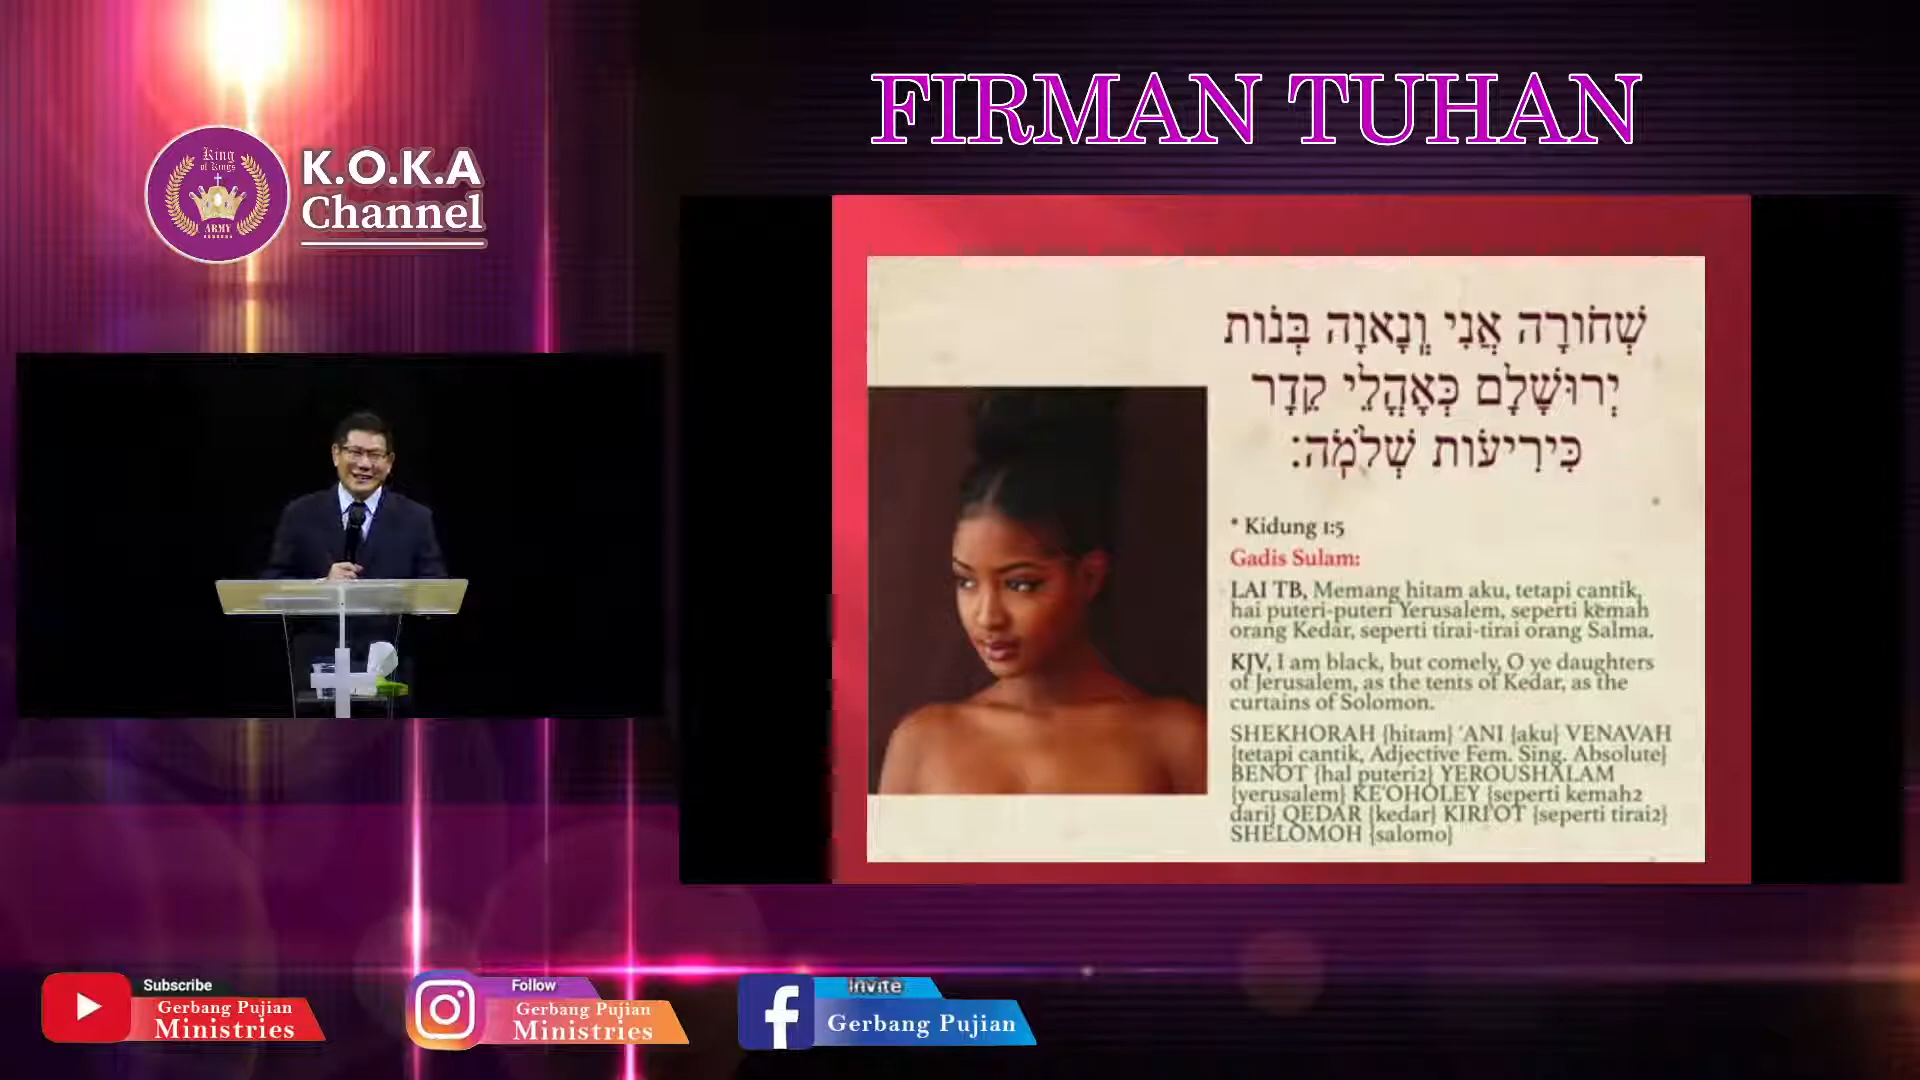 FIRMAN TUHAN
King
of Kings
ARMY
K.O.K.A
Channel
שְׁחוֹרָה אֲנִי וְֽנָאוָה בְּנוֹת
יְרוּשָׁלָם כְּאָהֳלֵי קֵדָר
כִּירִיעוֹת שְׁלֹמֹֽה׃
* Kidung 1:5
Gadis Sulam:
LAI TB, Memang hitam aku, tetapi cantik,
hai puteri-puteri Yerusalem, seperti kemah
orang Kedar, seperti tirai-tirai orang Salma.
KJV, I am black, but comely, O ye daughters
of Jerusalem, as the tents of Kedar, as the
curtains of Solomon.
SHEKHORAH {hitam} 'ANI {aku} VENAVAH
{tetapi cantik, Adjective Fem. Sing. Absolute}
BENOT {hal puteri2} YEROUSHALAM
{yerusalem} KE'OHOLEY {seperti kemah2
dari} QEDAR {kedar} KIRI'OT {seperti tirai2}
SHELOMOH {salomo}
Subscribe
Gerbang Pujian
Ministries
Follow
Gerbang Pujian
Ministries
Invite
Gerbang Pujian